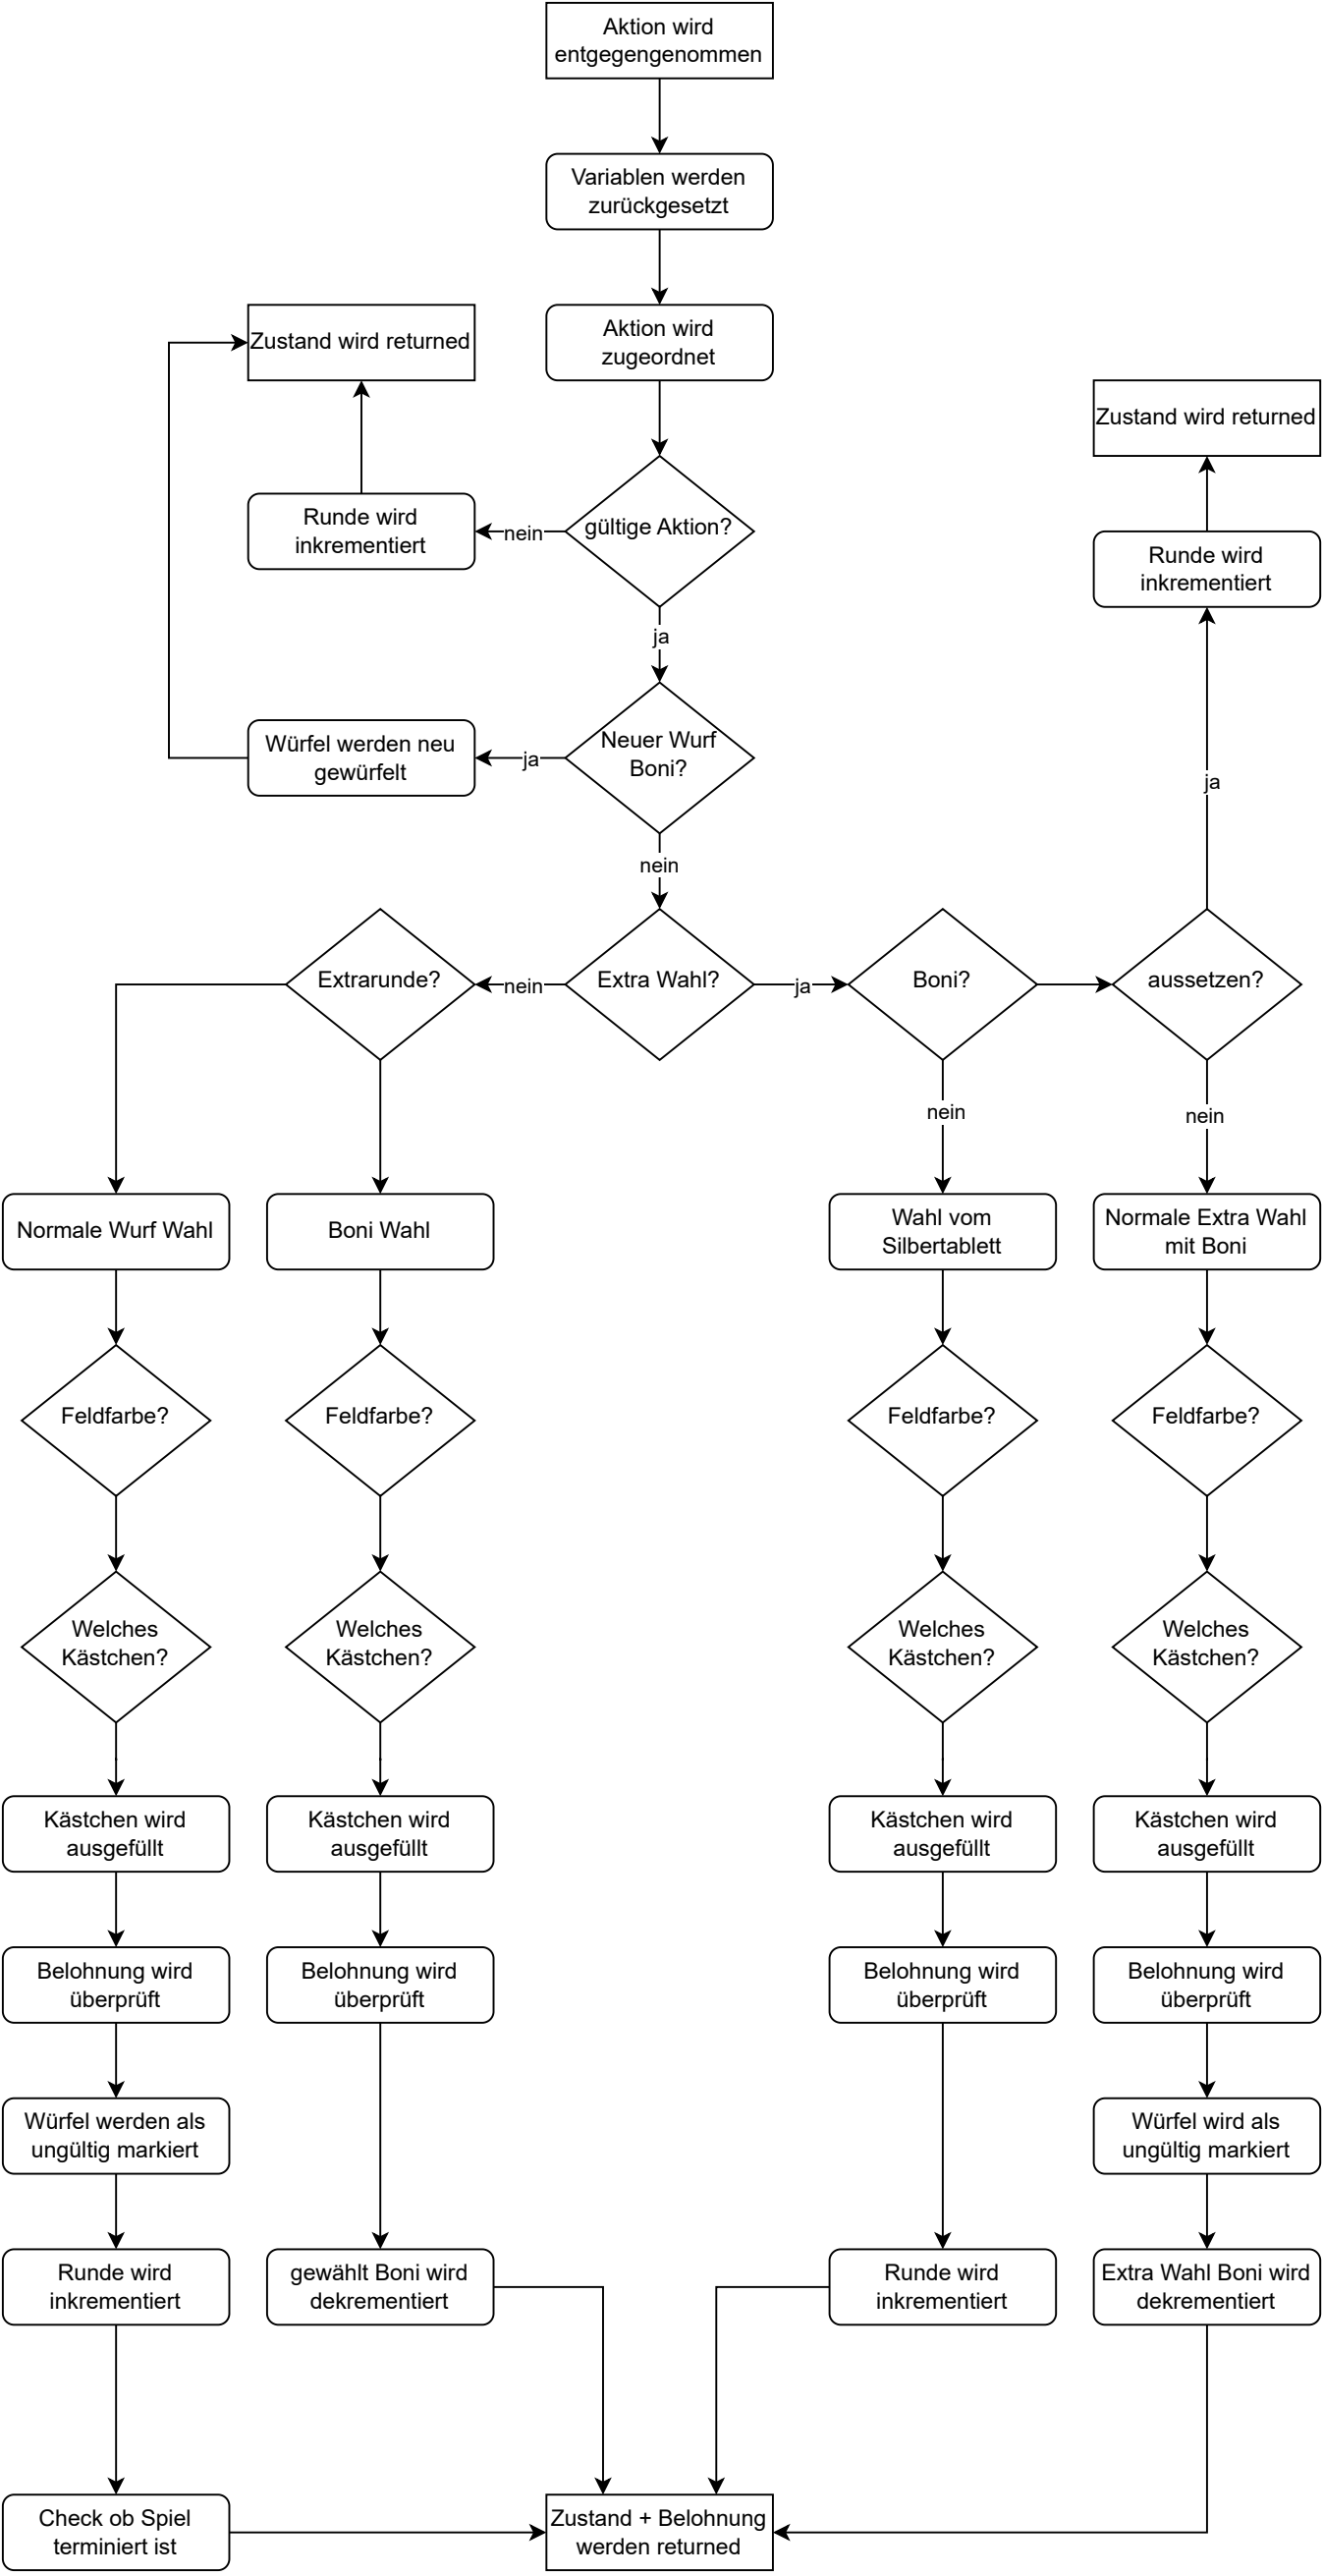 Aktion wird
entgegengenommen
Variablen werden
zurückgesetzt
Aktion wird
zugeordnet
Zustand wird returned
Zustand wird returned
Runde wird
inkrementiert
nein
gültige Aktion?
Runde wird
inkrementiert
ja
Würfel werden neu
gewürfelt
ja
Neuer Wurf
Boni?
ja
nein
Extrarunde?
nein
Extra Wahl?
ja
Boni?
aussetzen?
nein
nein
Normale Wurf Wahl
Boni Wahl
Wahl vom
Silbertablett
Normale Extra Wahl
mit Boni
Feldfarbe?
Feldfarbe?
Feldfarbe?
Feldfarbe?
Welches
Kästchen?
Welches
Kästchen?
Welches
Kästchen?
Welches
Kästchen?
Kästchen wird
ausgefüllt
Kästchen wird
ausgefüllt
Kästchen wird
ausgefüllt
Kästchen wird
ausgefüllt
Belohnung wird
überprüft
Belohnung wird
überprüft
Belohnung wird
überprüft
Belohnung wird
überprüft
Würfel werden als
ungültig markiert
Würfel wird als
ungültig markiert
Runde wird
inkrementiert
gewählt Boni wird
dekrementiert
Runde wird
inkrementiert
Extra Wahl Boni wird
dekrementiert
Check ob Spiel
terminiert ist
Zustand + Belohnung
werden returned